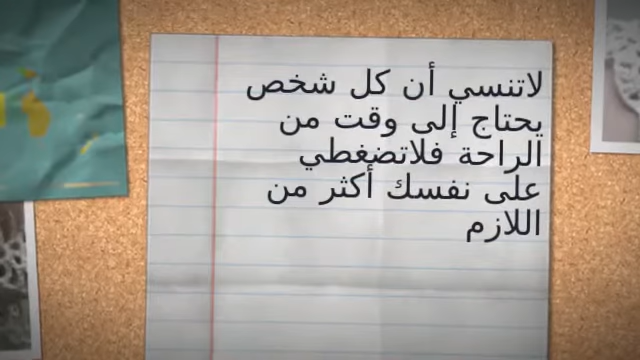 لاتنسي أن كل شخص
يحتاج إلى وقت من
الراحة فلاتضغطي
على نفسك أكثر من
اللازم